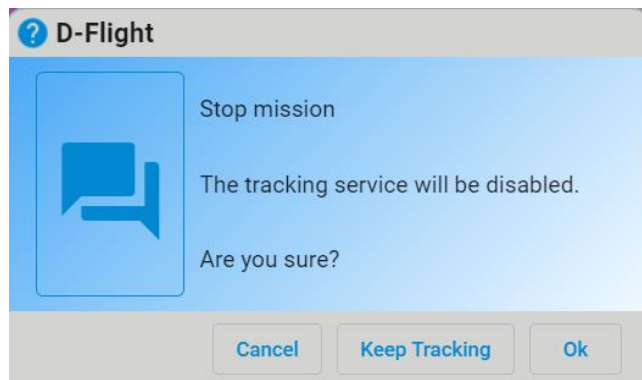 D-Flight
Stop mission
The tracking service will be disabled.
Are you sure?
Cancel
Keep Tracking
Ok